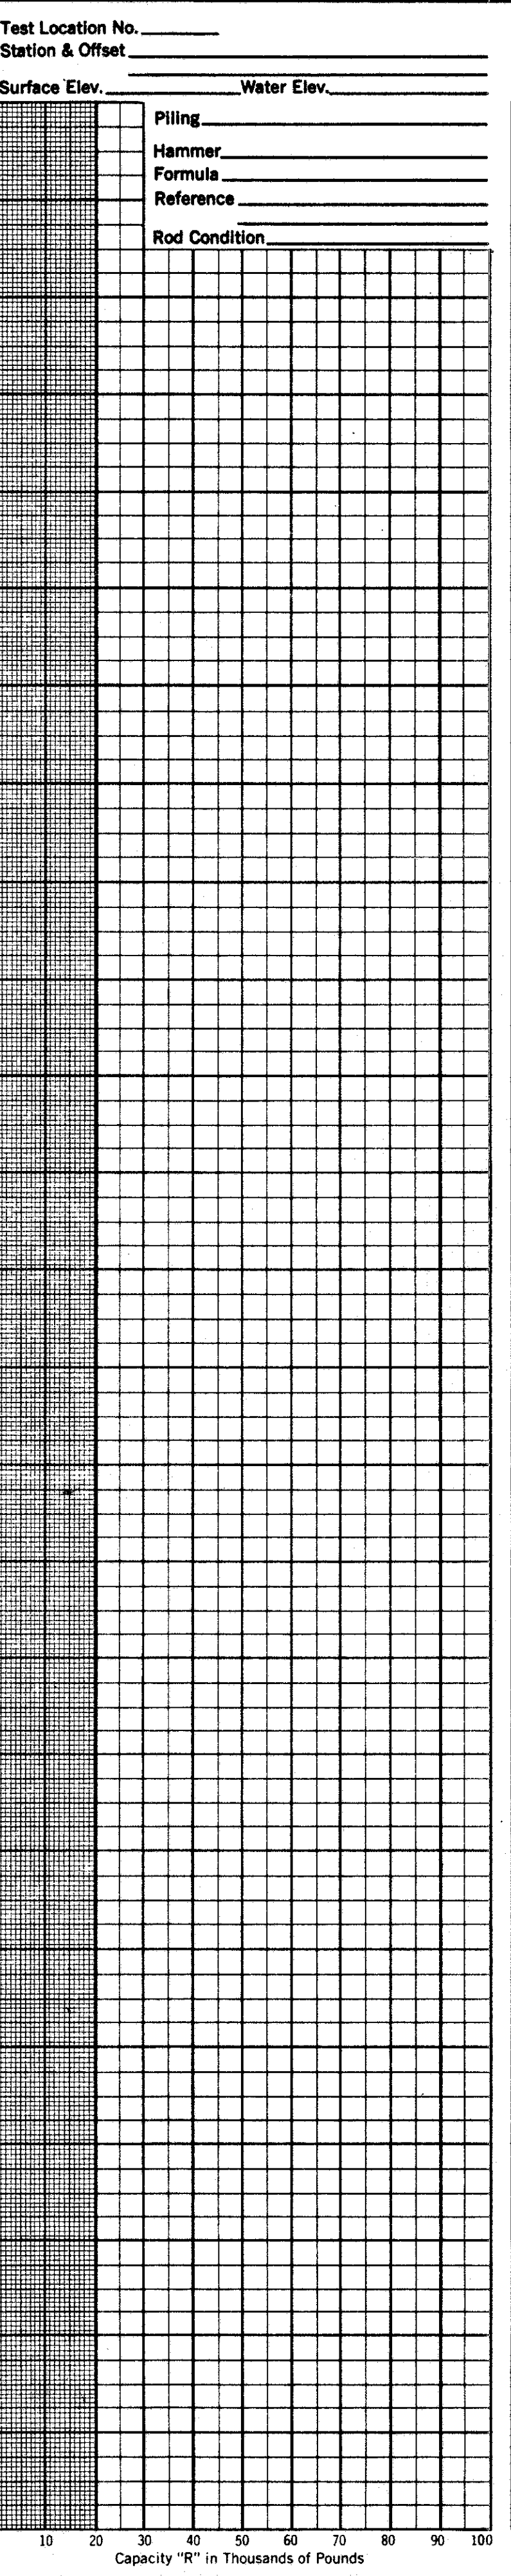 Test Location No.
Station & Offset
Surface Elev. Water Elev.
Piling
Hammer
Formula
Reference
Rod Condition
10 20 30 40 50 60 70 80 90 100
Capacity "R" in Thousands of Pounds